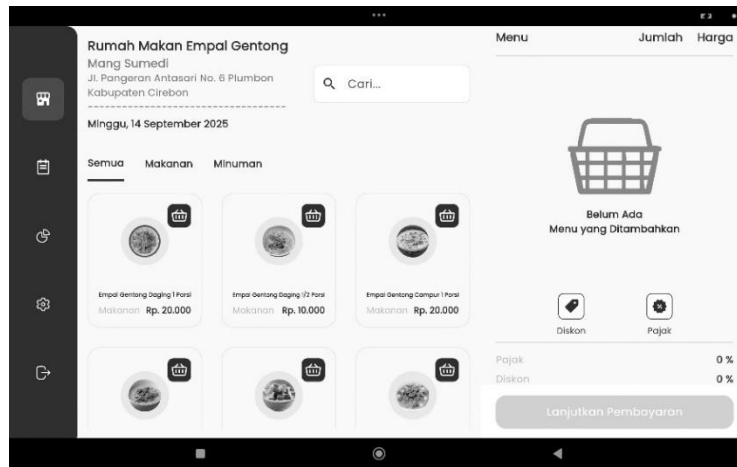 Rumah Makan Empal Gentong
Mang Sumedi
Jl. Pangeran Antasari No. 6 Plumbon
Kabupaten Cirebon
Minggu, 14 September 2025
Cari...
Semua Makanan Minuman
Empal Gentong Daging 1 Porsi
Makanan Rp. 20.000
Empal Gentong Daging 1/2 Porsi
Makanan Rp. 10.000
Empal Gentong Campur 1 Porsi
Makanan Rp. 20.000
Menu Jumlah Harga
Belum Ada
Menu yang Ditambahkan
Diskon Pajak
Pajak 0 %
Diskon 0 %
Lanjutkan Pembayaran